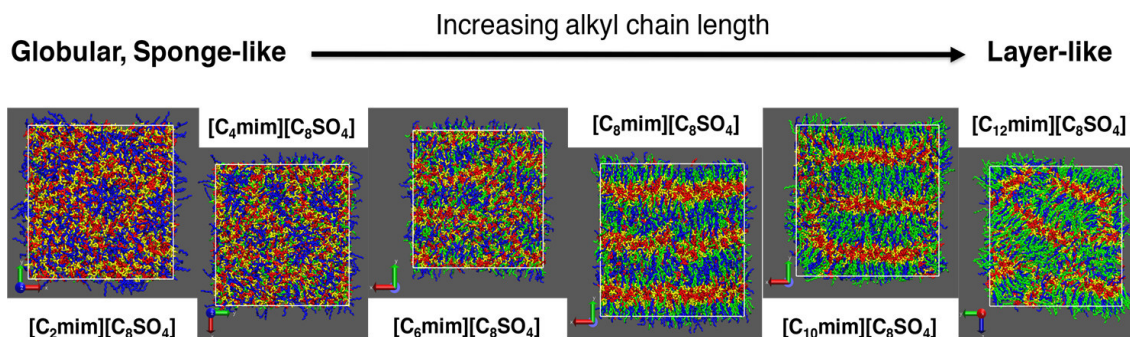 Increasing alkyl chain length
Globular, Sponge-like
Layer-like
[C₄mim][C₈SO₄]
[C₈mim][C₈SO₄]
[C₁₂mim][C₈SO₄]
[C₂mim][C₈SO₄]
[C₆mim][C₈SO₄]
[C₁₀mim][C₈SO₄]